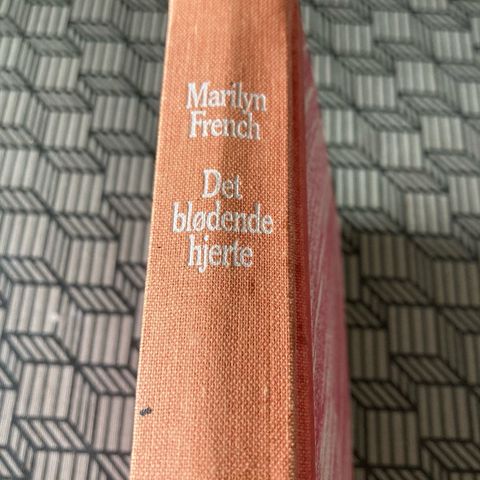 Marilyn
French
Det
blødende
hjerte